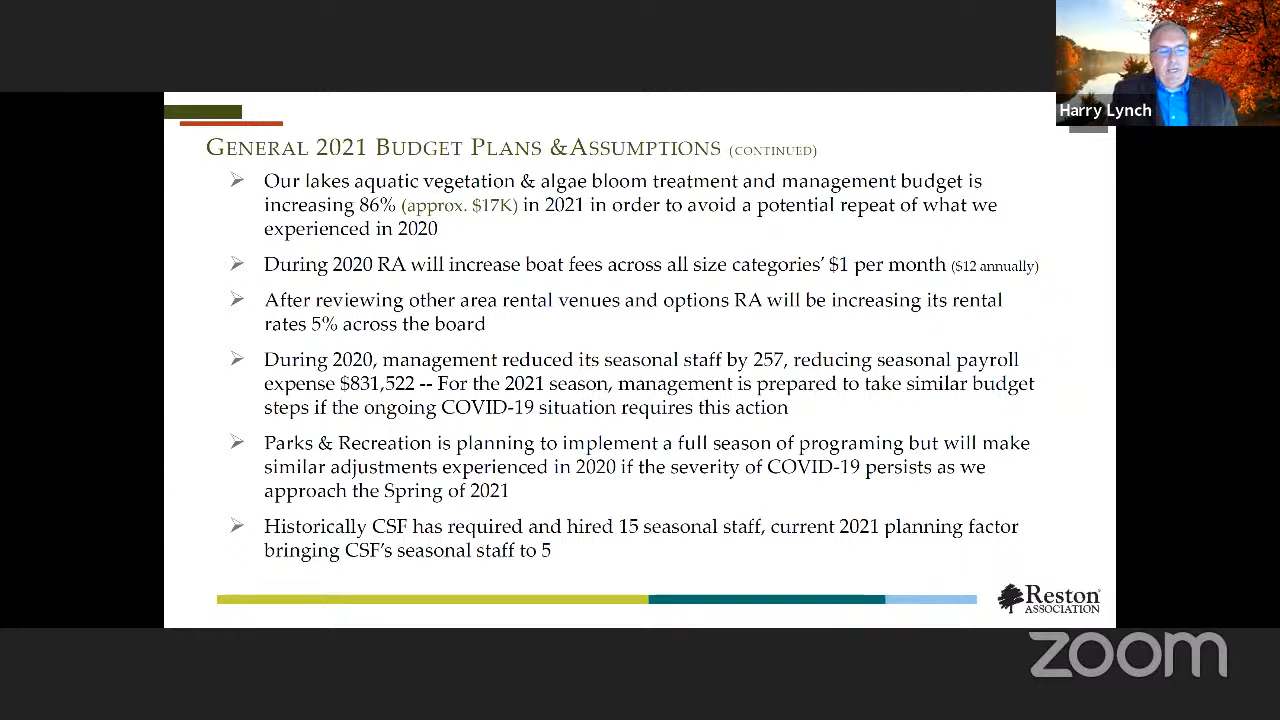 Harry Lynch
GENERAL 2021 BUDGET PLANS &ASSUMPTIONS (CONTINUED)
Our lakes aquatic vegetation & algae bloom treatment and management budget is
increasing 86% (approx. $17K) in 2021 in order to avoid a potential repeat of what we
experienced in 2020
During 2020 RA will increase boat fees across all size categories’ $1 per month ($12 annually)
After reviewing other area rental venues and options RA will be increasing its rental
rates 5% across the board
During 2020, management reduced its seasonal staff by 257, reducing seasonal payroll
expense $831,522 -- For the 2021 season, management is prepared to take similar budget
steps if the ongoing COVID-19 situation requires this action
Parks & Recreation is planning to implement a full season of programing but will make
similar adjustments experienced in 2020 if the severity of COVID-19 persists as we
approach the Spring of 2021
Historically CSF has required and hired 15 seasonal staff, current 2021 planning factor
bringing CSF’s seasonal staff to 5
Reston
ASSOCIATION
zoom